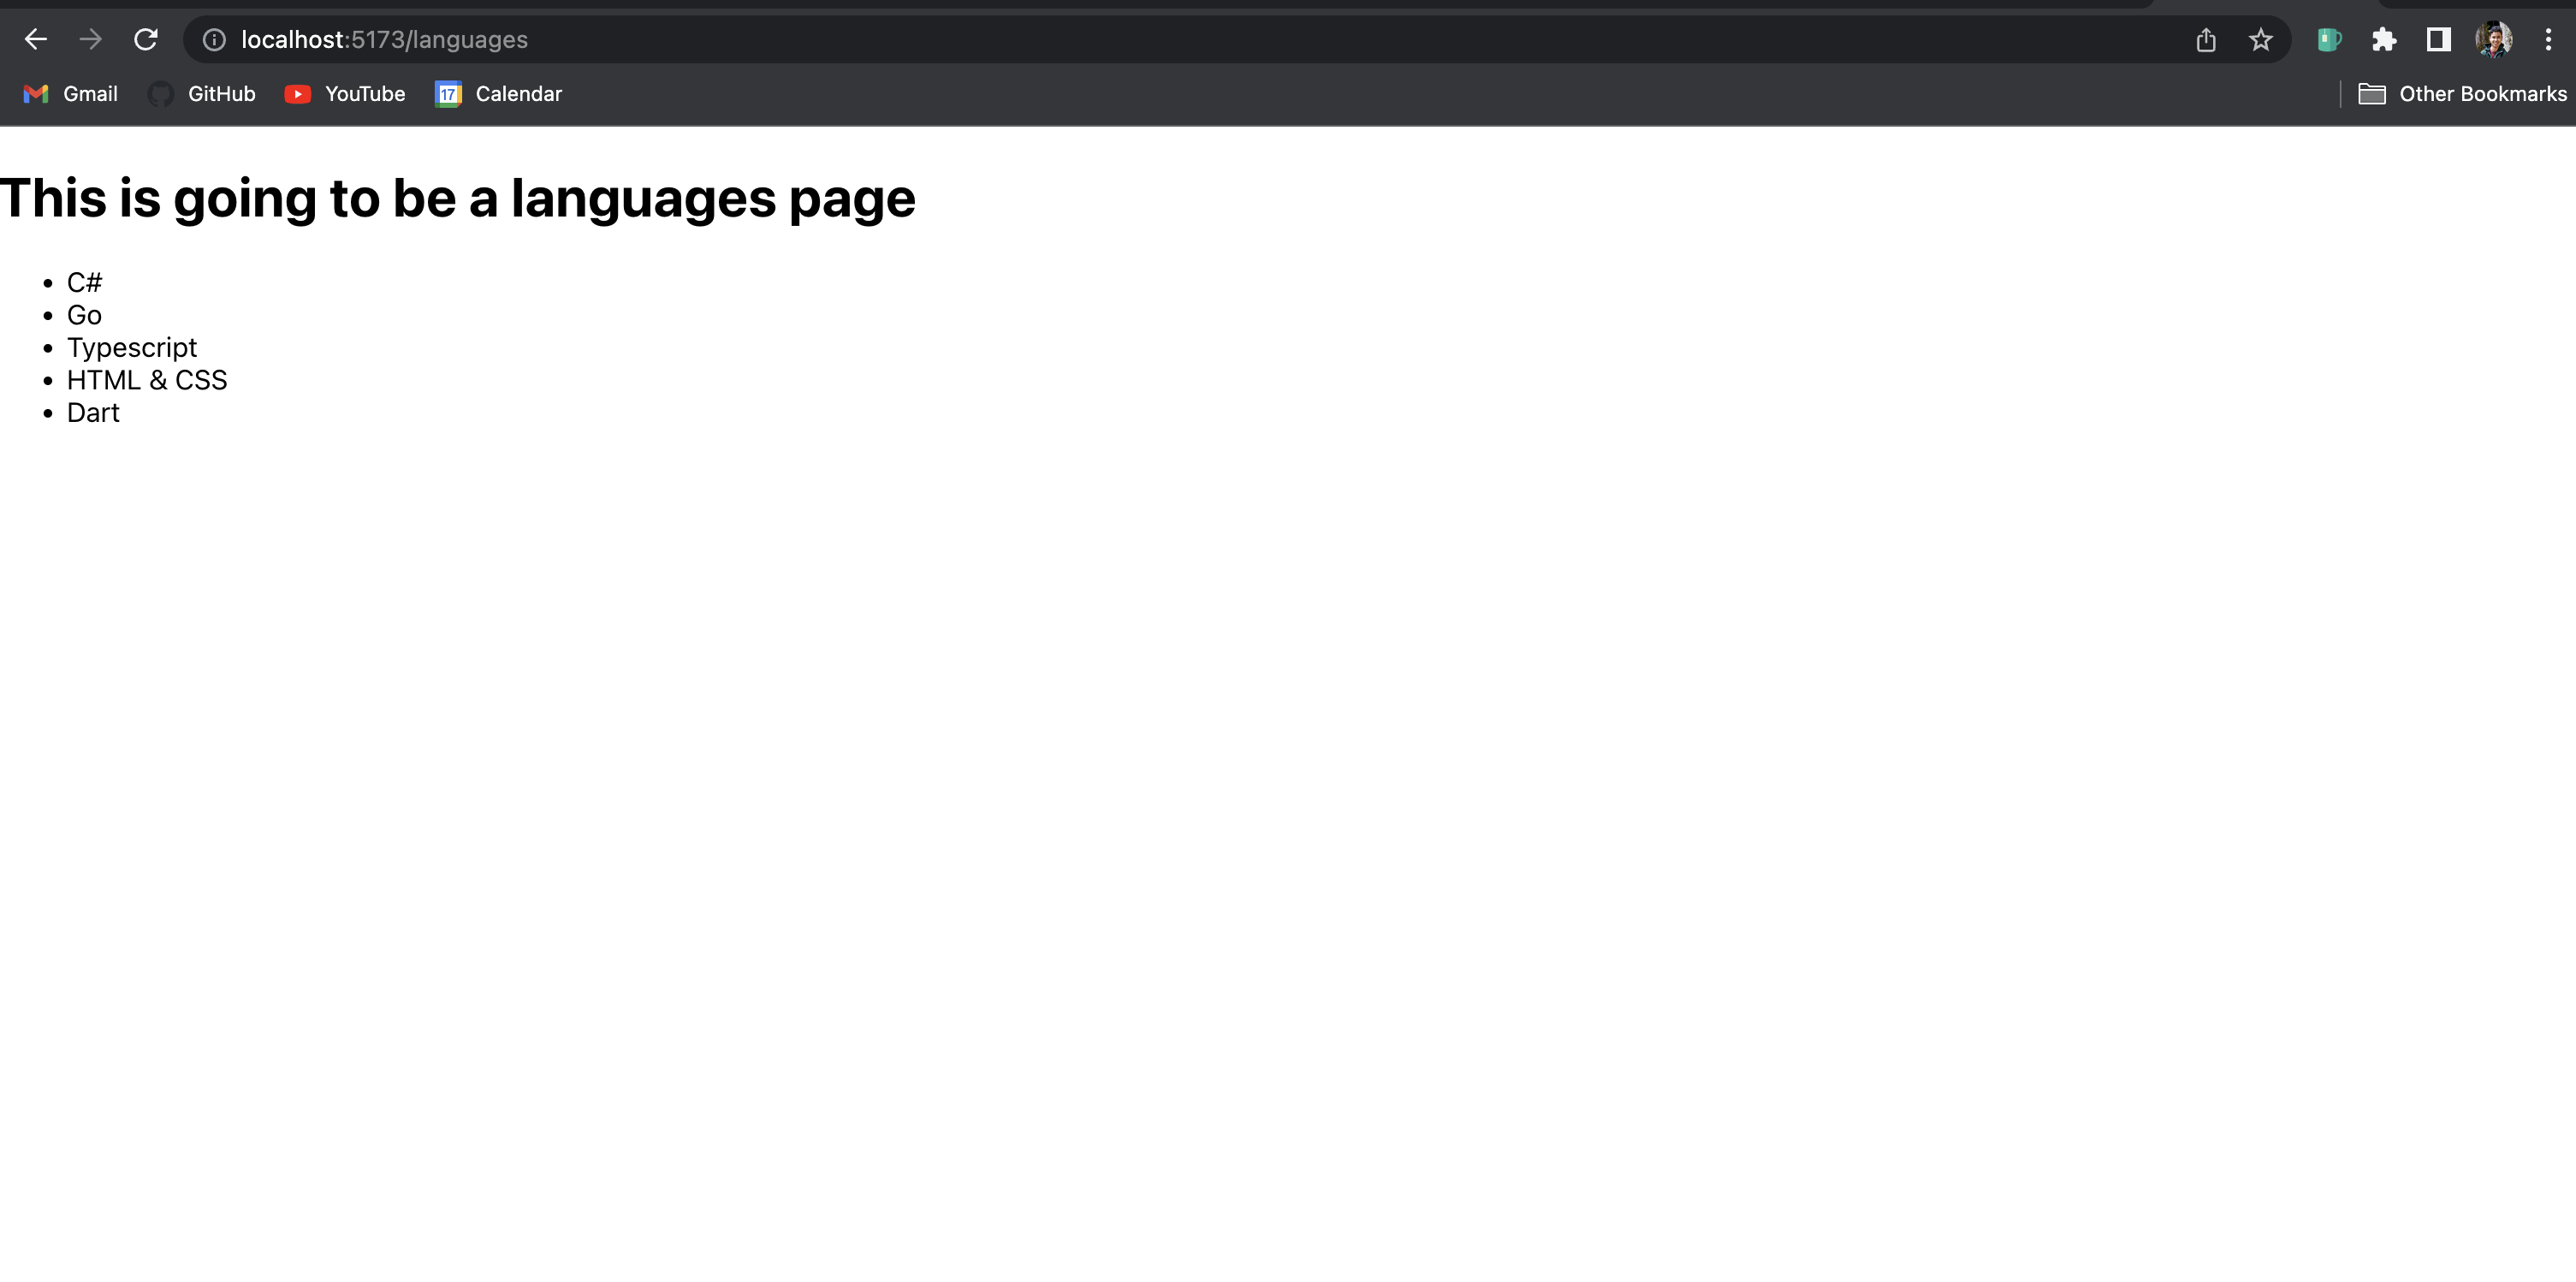 localhost:5173/languages
Gmail GitHub YouTube 17 Calendar Other Bookmarks
This is going to be a languages page
• C#
• Go
• Typescript
• HTML & CSS
• Dart